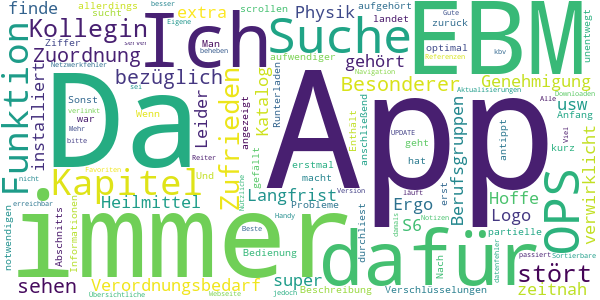 finde allerdings besser Man beheben Physik aufgehört landet Gute kbv unentwegt
sucht Eigene scrollen zurück
Kollegin extra optimal Referenzen
Ziffer Netzwerkfehler aufwendiger Navigation
Zuordnung Ich Suche EBM
Funktion installiert bezüglich gehört Genehmigung
Leider Zufrieden Katalog Besonderer usw
Sonst verlinkt war Runterladen Aktualisierungen Anfang
Mehr Wenn angezeigt Da App Berufsgruppen Downloaden Alle
bitte Reiter Und gefällt Enthält anschließend geht antippt Viel kurz
Favoriten erstmal UPDATE hat OPS verwirklicht
nicht Kapitel macht läuft erst
notwendigen erreichbar Heilmittel Langfrist Version Ergo Hoffe
Informationen Abschnitts immer Nützliche Probleme Handy S6 Logo partielle
durchliest damals Notizen dafür Bedienung
sehen Verordnungsbedarf super Beste Nach datenfehler passiert stört
Übersichtliche Webseite jedoch Beschreibung Verschlüsselungen Sortierbare zeitnah